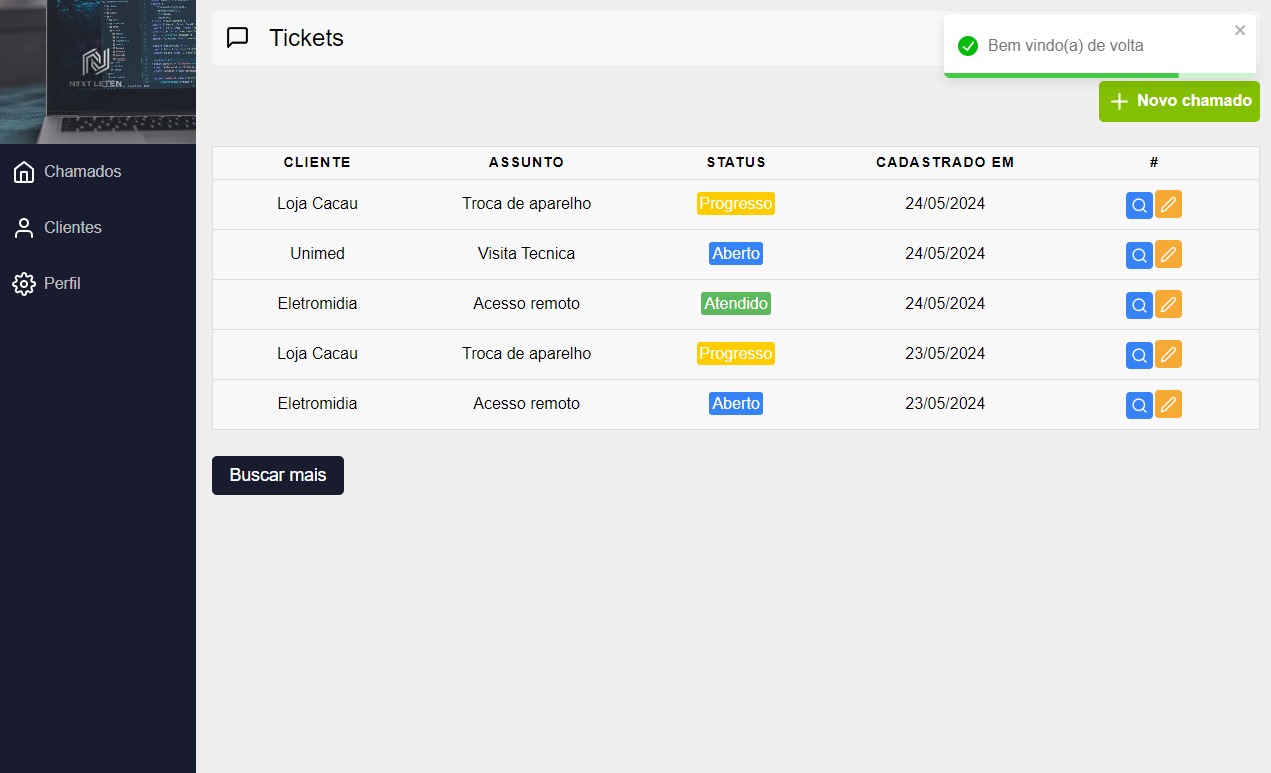 Tickets
Bem vindo(a) de volta
Novo chamado
Chamados
Clientes
Perfil
CLIENTE ASSUNTO STATUS CADASTRADO EM #
Loja Cacau Troca de aparelho Progresso 24/05/2024
Unimed Visita Tecnica Aberto 24/05/2024
Eletromidia Acesso remoto Atendido 24/05/2024
Loja Cacau Troca de aparelho Progresso 23/05/2024
Eletromidia Acesso remoto Aberto 23/05/2024
Buscar mais